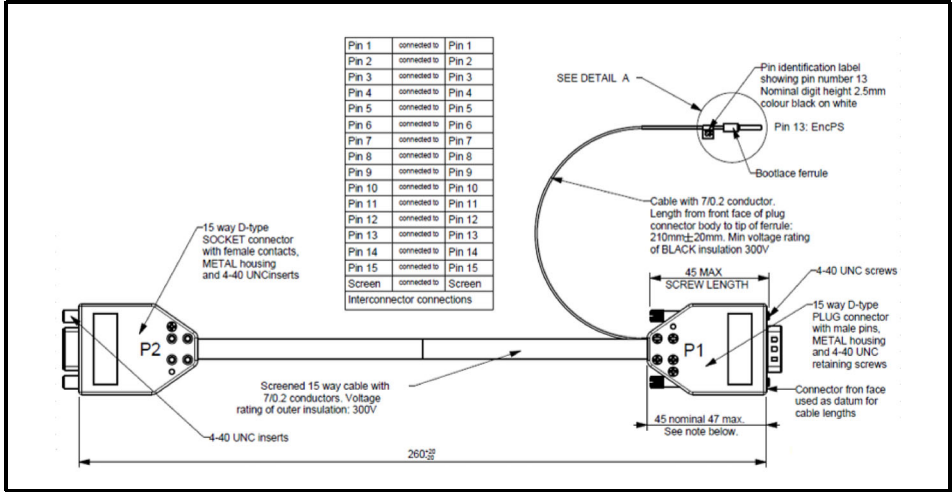 Pin 1 connected to Pin 1
Pin 2 connected to Pin 2
Pin 3 connected to Pin 3
Pin 4 connected to Pin 4
Pin 5 connected to Pin 5
Pin 6 connected to Pin 6
Pin 7 connected to Pin 7
Pin 8 connected to Pin 8
Pin 9 connected to Pin 9
Pin 10 connected to Pin 10
Pin 11 connected to Pin 11
Pin 12 connected to Pin 12
Pin 13 connected to Pin 13
Pin 14 connected to Pin 14
Pin 15 connected to Pin 15
Screen connected to Screen
Interconnector connections
SEE DETAIL A
Pin identification label
showing pin number 13
Nominal digit height 2.5mm
colour black on white
Pin 13: EncPS
Bootlace ferrule
Cable with 7/0.2 conductor.
Length from front face of plug
connector body to tip of ferrule:
210mm±20mm. Min voltage rating
of BLACK insulation 300V
15 way D-type
SOCKET connector
with female contacts,
METAL housing
and 4-40 UNCinserts
45 MAX
SCREW LENGTH
4-40 UNC screws
15 way D-type
PLUG connector
with male pins,
METAL housing
and 4-40 UNC
retaining screws
P2
P1
Screened 15 way cable with
7/0.2 conductors. Voltage
rating of outer insulation: 300V
Connector fron face
used as datum for
cable lengths
45 nominal 47 max.
See note below.
4-40 UNC inserts
260+20-20